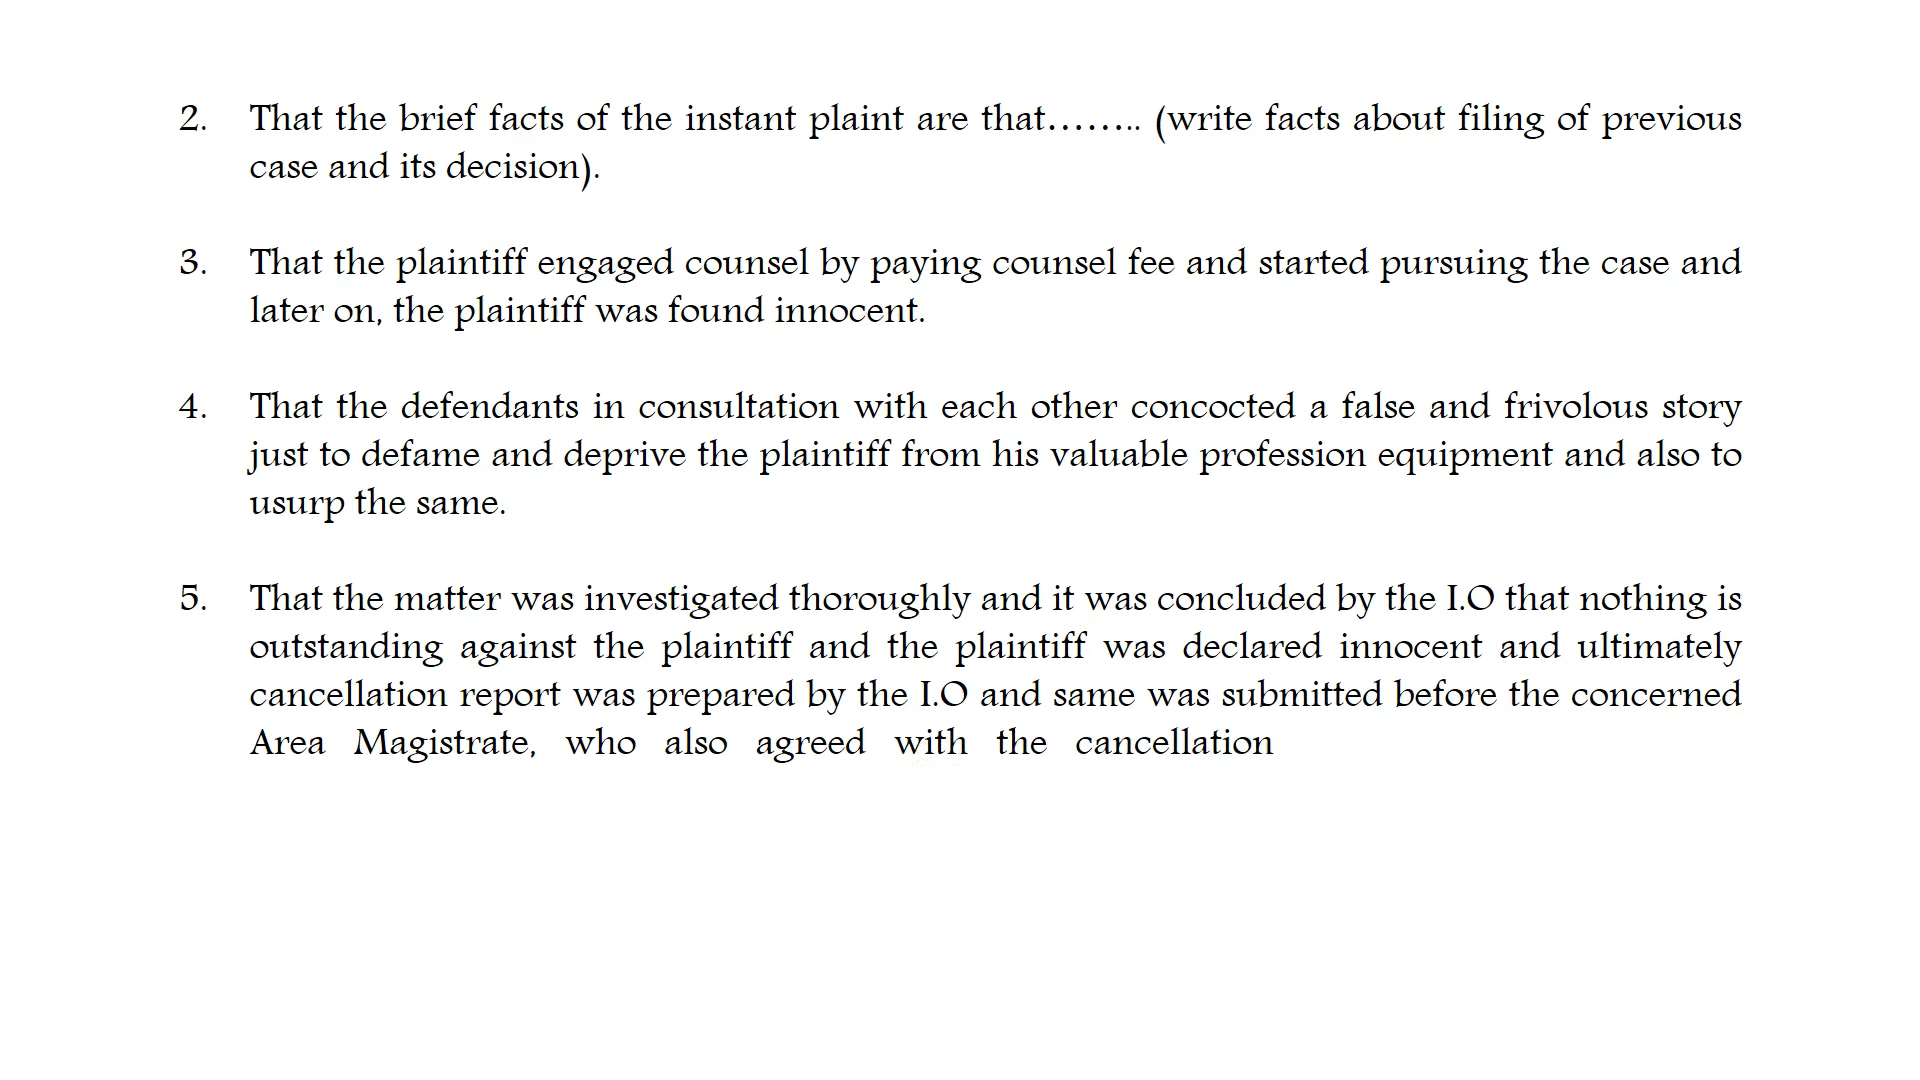 2. That the brief facts of the instant plaint are that…….. (write facts about filing of previous
case and its decision).
3. That the plaintiff engaged counsel by paying counsel fee and started pursuing the case and
later on, the plaintiff was found innocent.
4. That the defendants in consultation with each other concocted a false and frivolous story
just to defame and deprive the plaintiff from his valuable profession equipment and also to
usurp the same.
5. That the matter was investigated thoroughly and it was concluded by the I.O that nothing is
outstanding against the plaintiff and the plaintiff was declared innocent and ultimately
cancellation report was prepared by the I.O and same was submitted before the concerned
Area Magistrate, who also agreed with the cancellation